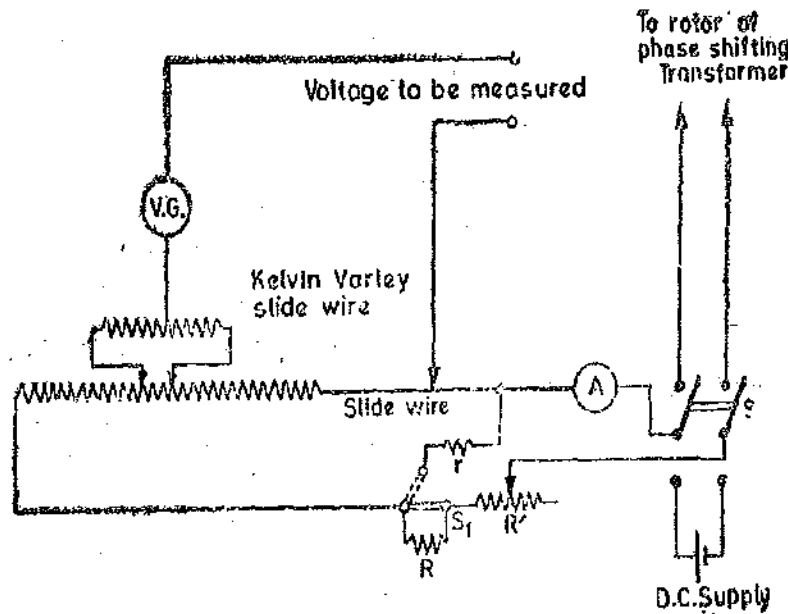 To rotor of
phase shifting
Transformer
Voltage to be measured
V.G.
Kelvin Varley
slide wire
A
Slide wire
S
r
S1
R'
R
D.C. Supply